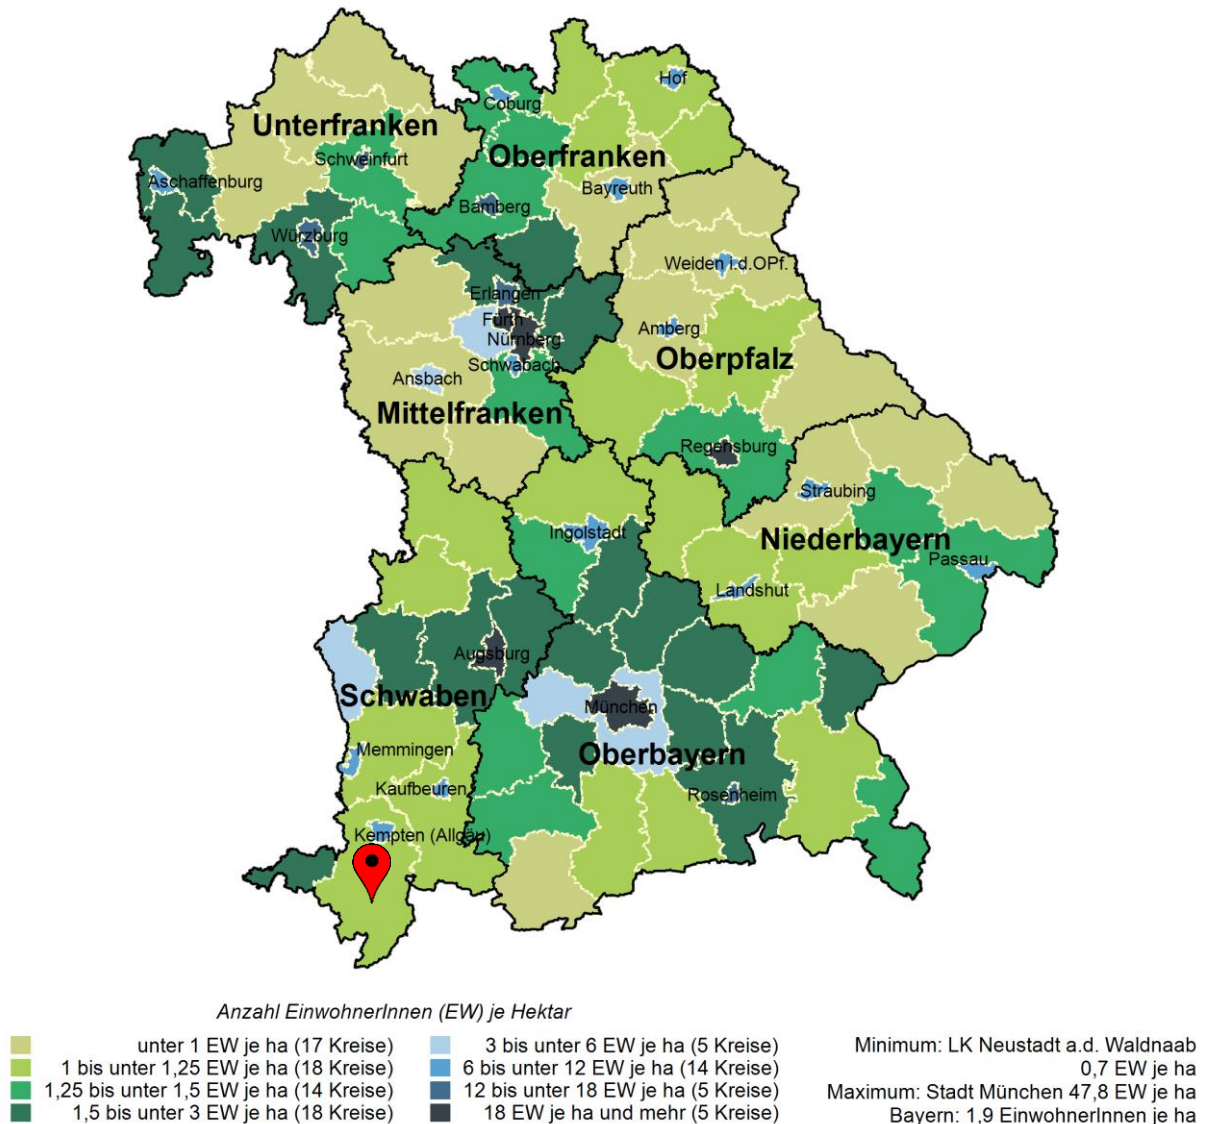 Hof
Coburg
Unterfranken
Oberfranken
Schweinfurt
Aschaffenburg
Bayreuth
Bamberg
Würzburg
Weiden i.d.OPf.
Erlangen
Fürth
Amberg
Nürnberg
Oberpfalz
Schwabach
Ansbach
Mittelfranken
Regensburg
Straubing
Ingolstadt
Niederbayern
Passau
Landshut
Augsburg
Schwaben
München
Memmingen
Oberbayern
Kaufbeuren
Rosenheim
Kempten (Allgäu)
Anzahl EinwohnerInnen (EW) je Hektar
unter 1 EW je ha (17 Kreise)
1 bis unter 1,25 EW je ha (18 Kreise)
1,25 bis unter 1,5 EW je ha (14 Kreise)
1,5 bis unter 3 EW je ha (18 Kreise)
3 bis unter 6 EW je ha (5 Kreise)
6 bis unter 12 EW je ha (14 Kreise)
12 bis unter 18 EW je ha (5 Kreise)
18 EW je ha und mehr (5 Kreise)
Minimum: LK Neustadt a.d. Waldnaab
0,7 EW je ha
Maximum: Stadt München 47,8 EW je ha
Bayern: 1,9 EinwohnerInnen je ha